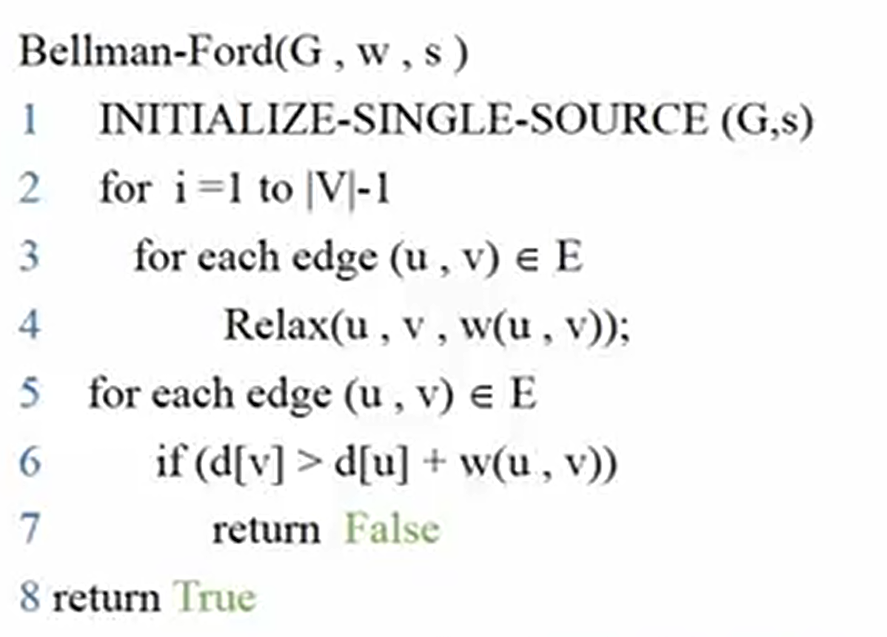 Bellman-Ford(G , w , s )
1 INITIALIZE-SINGLE-SOURCE (G,s)
2 for i =1 to |V|-1
3 for each edge (u , v) ∈ E
4 Relax(u , v , w(u , v));
5 for each edge (u , v) ∈ E
6 if (d[v] > d[u] + w(u , v))
7 return False
8 return True